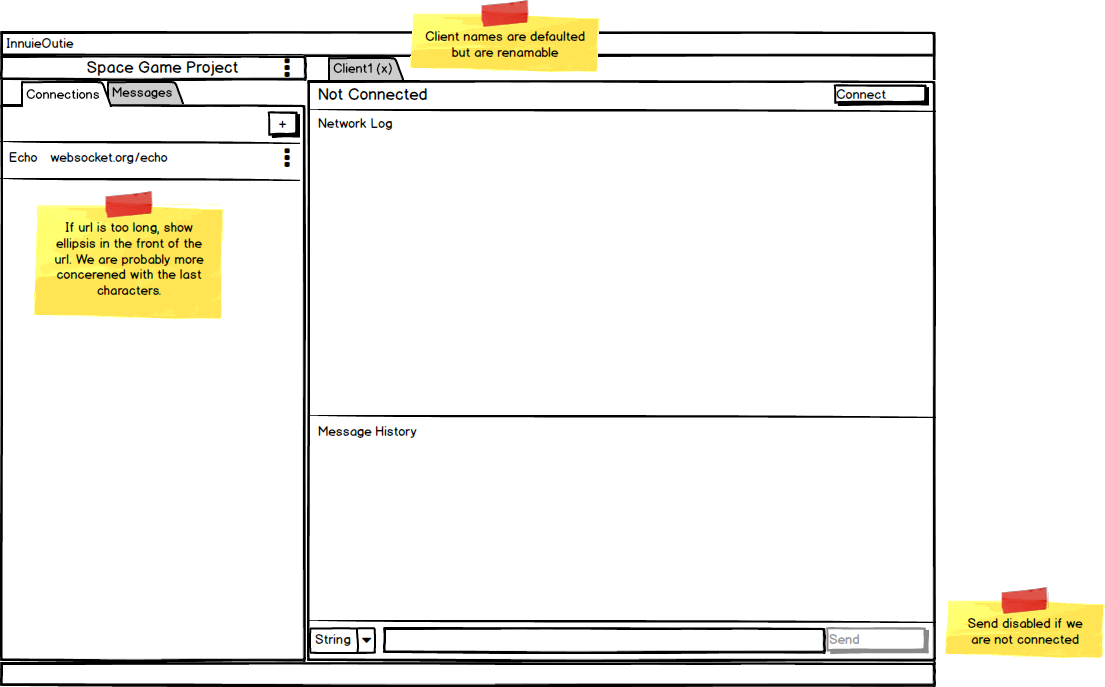 Client names are defaulted
but are renamable
InnuieOutie
Space Game Project
Client1 (x)
Connections
Messages
Not Connected
Connect
+
Network Log
Echo websocket.org/echo
If url is too long, show
ellipsis in the front of the
url. We are probably more
concerened with the last
characters.
Message History
String
Send
Send disabled if we
are not connected